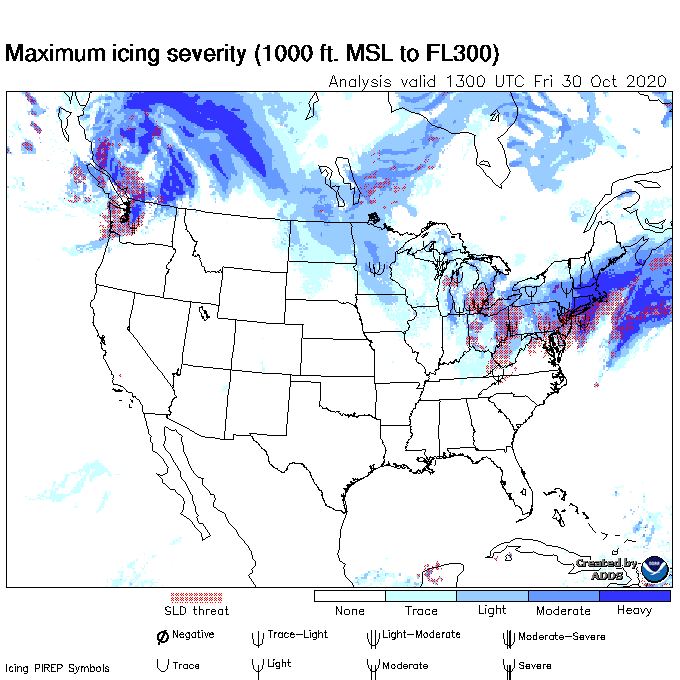 Maximum icing severity (1000 ft. MSL to FL300)
Analysis valid 1300 UTC Fri 30 Oct 2020
Created by
ADDS
SLD threat
None Trace Light Moderate Heavy
Negative Trace-Light Light-Moderate Moderate-Severe
Icing PIREP Symbols Trace Light Moderate Severe